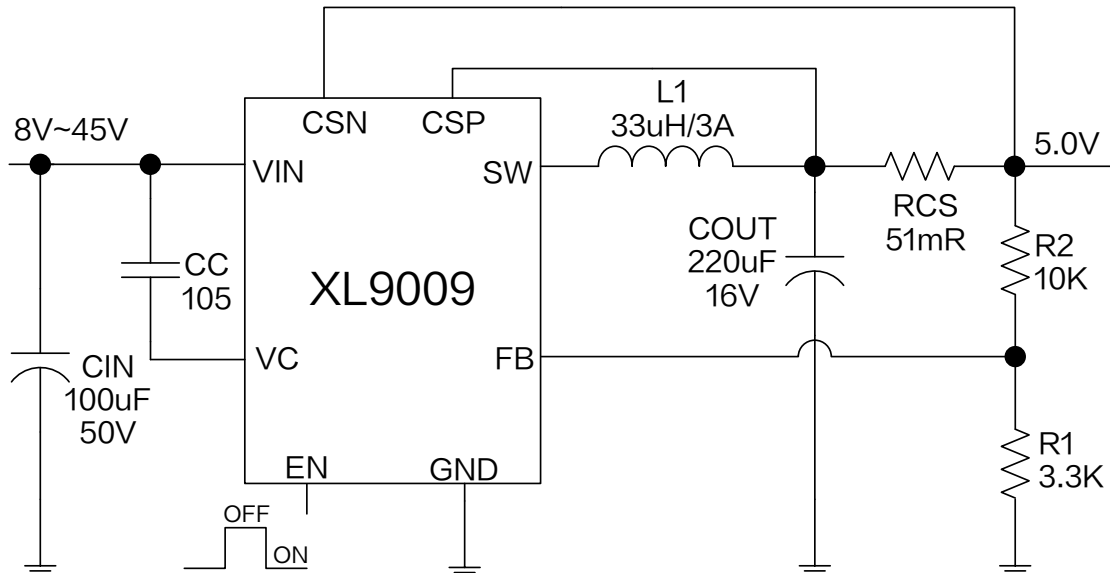 CSN
CSP
L1
33uH/3A
8V~45V
5.0V
VIN
SW
RCS
51mR
COUT
220uF
16V
R2
10K
CC
105
XL9009
VC
FB
CIN
100uF
50V
R1
3.3K
EN
GND
OFF
ON